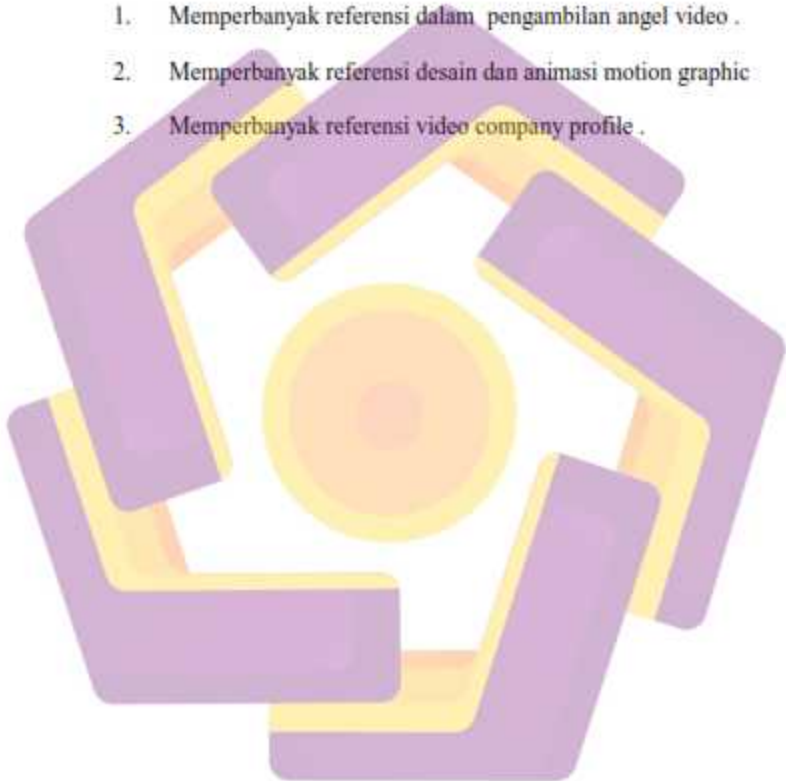 1. Memperbanyak referensi dalam pengambilan angel video .
2. Memperbanyak referensi desain dan animasi motion graphic
3. Memperbanyak referensi video company profile .